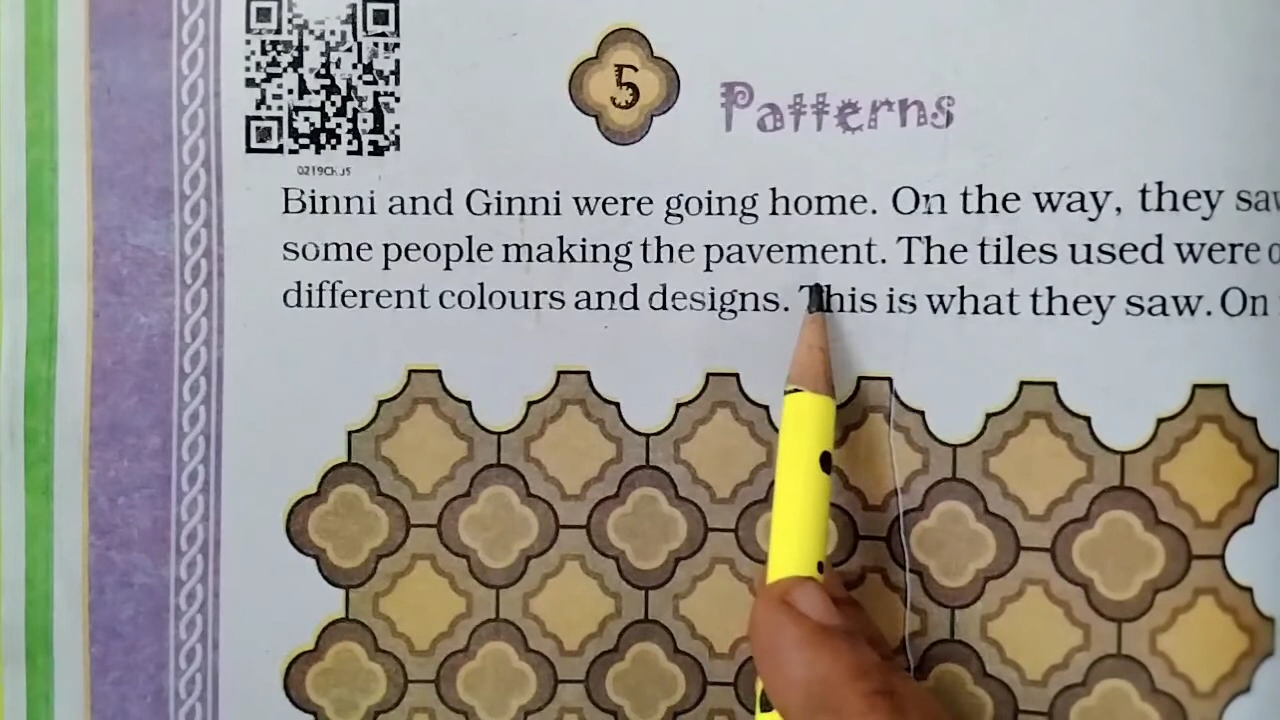 5
Patterns
0219CHJ5
Binni and Ginni were going home. On the way, they
some people making the pavement. The tiles used were
different colours and designs. This is what they saw. On